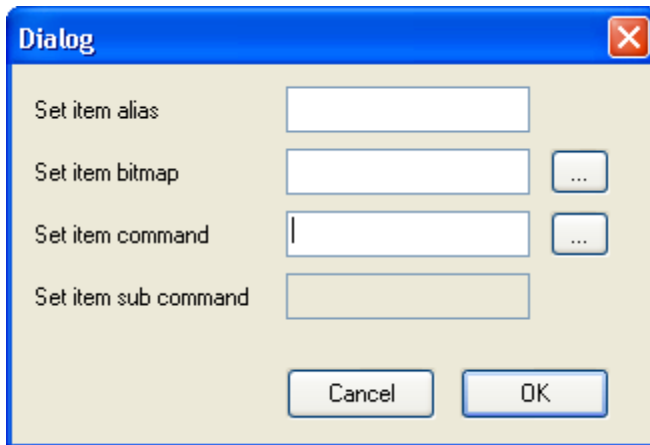 Dialog
Set item alias
Set item bitmap ...
Set item command ...
Set item sub command
Cancel OK